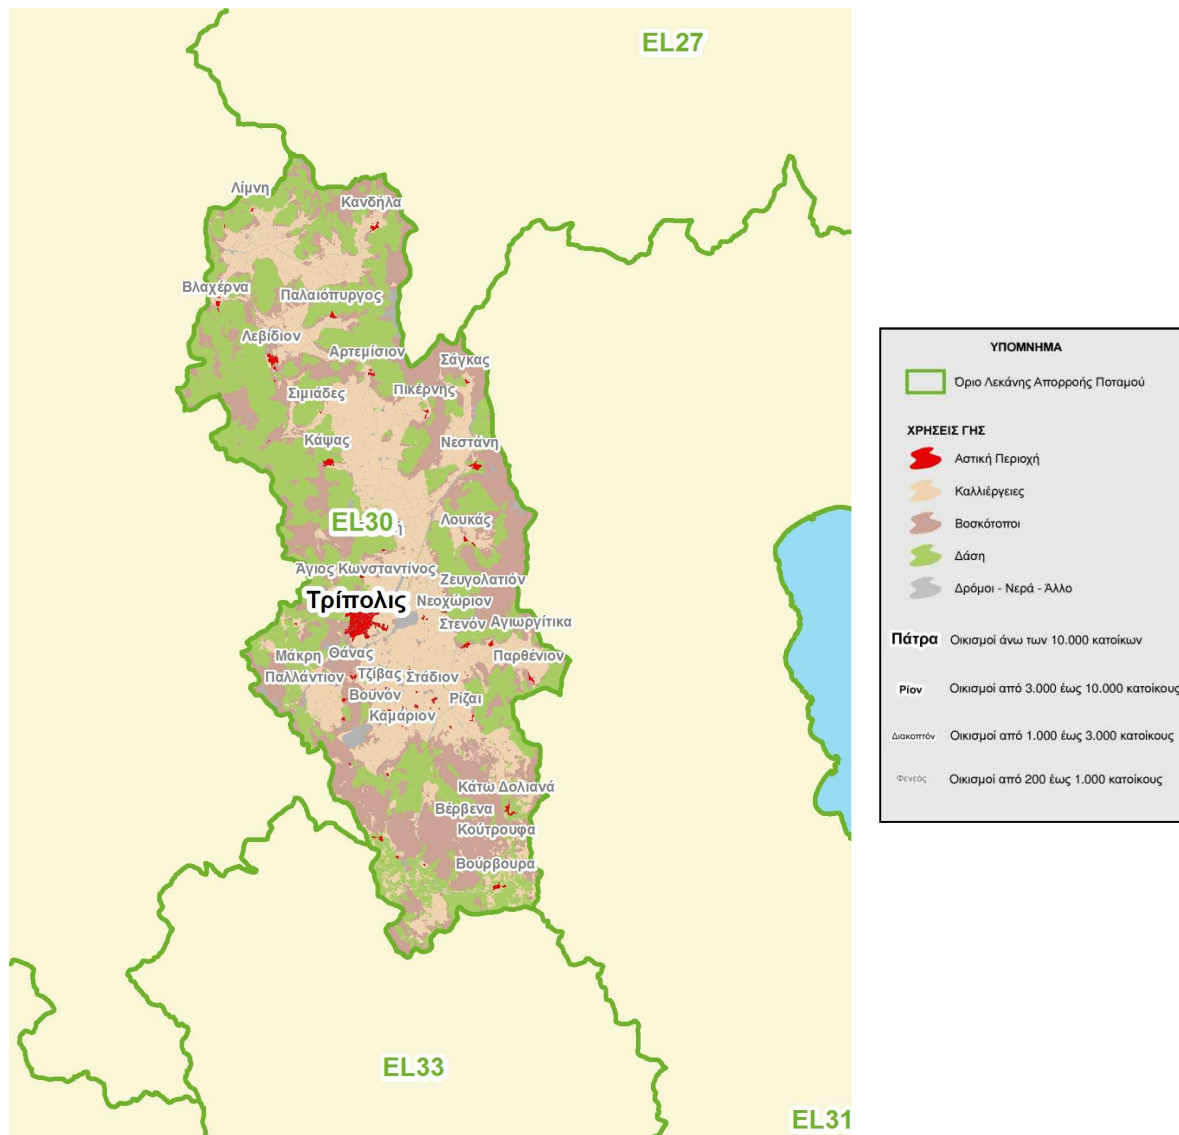 EL27
Λίμνη
Κανδήλα
Βλαχέρνα
Παλαιόπυργος
Λεβίδιον
Αρτεμίσιον
Σάγκας
Σιμιάδες
Πικέρνης
Κάψας
Νεστάνη
EL30
Λουκάς
Άγιος Κωνσταντίνος
Ζευγολατιόν
Τρίπολις
Νεοχώριον
Στενόν
Αγιωργίτικα
Μάκρη
Θάνας
Παρθένιον
Παλλάντιον
Τζίβας
Στάδιον
Βουνόν
Ρίζαι
Καμάριον
Κάτω Δολιανά
Βέρβενα
Κούτρουφα
Βούρβουρα
EL33
EL31
ΥΠΟΜΝΗΜΑ
Όριο Λεκάνης Απορροής Ποταμού
ΧΡΗΣΕΙΣ ΓΗΣ
Αστική Περιοχή
Καλλιέργειες
Βοσκότοποι
Δάση
Δρόμοι - Νερά - Άλλο
Πάτρα Οικισμοί άνω των 10.000 κατοίκων
Ρίον Οικισμοί από 3.000 έως 10.000 κατοίκους
Διακοπτόν Οικισμοί από 1.000 έως 3.000 κατοίκους
Φενεός Οικισμοί από 200 έως 1.000 κατοίκους